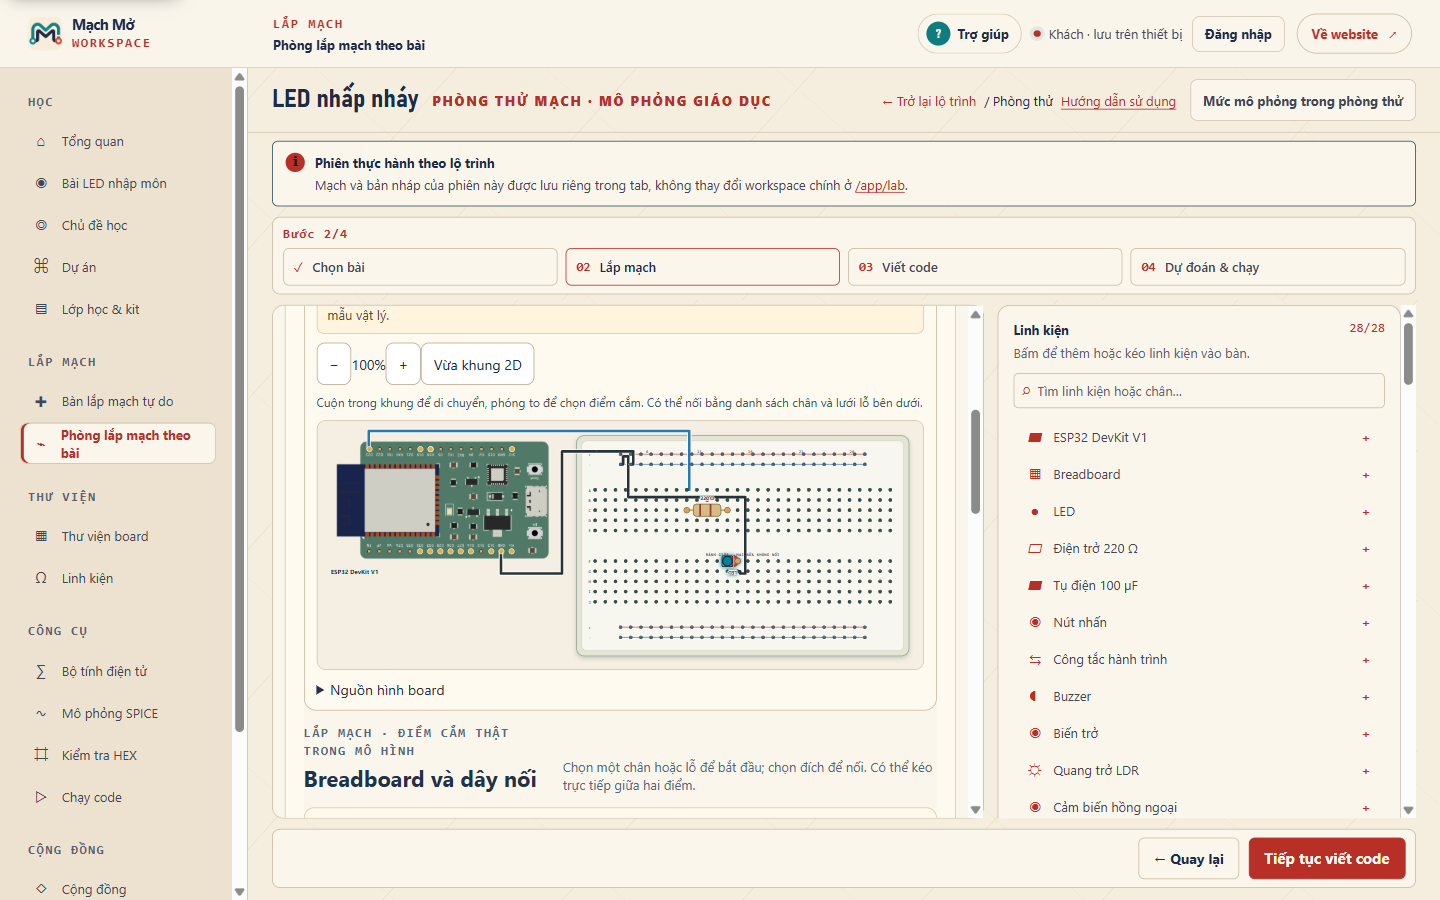 Mạch Mở
WORKSPACE
LẮP MẠCH
Phòng lắp mạch theo bài
? Trợ giúp
Khách · lưu trên thiết bị
Đăng nhập
Về website ↗
HỌC
Tổng quan
Bài LED nhập môn
Chủ đề học
Dự án
Lớp học & kit
LẮP MẠCH
Bàn lắp mạch tự do
Phòng lắp mạch theo
bài
THƯ VIỆN
Thư viện board
Linh kiện
CÔNG CỤ
Bộ tính điện tử
Mô phỏng SPICE
Kiểm tra HEX
Chạy code
CỘNG ĐỒNG
Cộng đồng
LED nhấp nháy
PHÒNG THỬ MẠCH · MÔ PHỎNG GIÁO DỤC
← Trở lại lộ trình / Phòng thử
Hướng dẫn sử dụng
Mức mô phỏng trong phòng thử
Phiên thực hành theo lộ trình
Mạch và bản nháp của phiên này được lưu riêng trong tab, không thay đổi workspace chính ở /app/lab.
Bước 2/4
✓ Chọn bài
02 Lắp mạch
03 Viết code
04 Dự đoán & chạy
mẫu vật lý.
− 100% + Vừa khung 2D
Cuộn trong khung để di chuyển, phóng to để chọn điểm cắm. Có thể nối bằng danh sách chân và lưới lỗ bên dưới.
220Ω
ESP32 DevKit V1
▶ Nguồn hình board
LẮP MẠCH · ĐIỂM CẮM THẬT
TRONG MÔ HÌNH
Breadboard và dây nối
Chọn một chân hoặc lỗ để bắt đầu; chọn đích để nối. Có thể kéo
trực tiếp giữa hai điểm.
Linh kiện
28/28
Bấm để thêm hoặc kéo linh kiện vào bàn.
Tìm linh kiện hoặc chân...
ESP32 DevKit V1 +
Breadboard +
LED +
Điện trở 220 Ω +
Tụ điện 100 µF +
Nút nhấn +
Công tắc hành trình +
Buzzer +
Biến trở +
Quang trở LDR +
Cảm biến hồng ngoại +
← Quay lại
Tiếp tục viết code